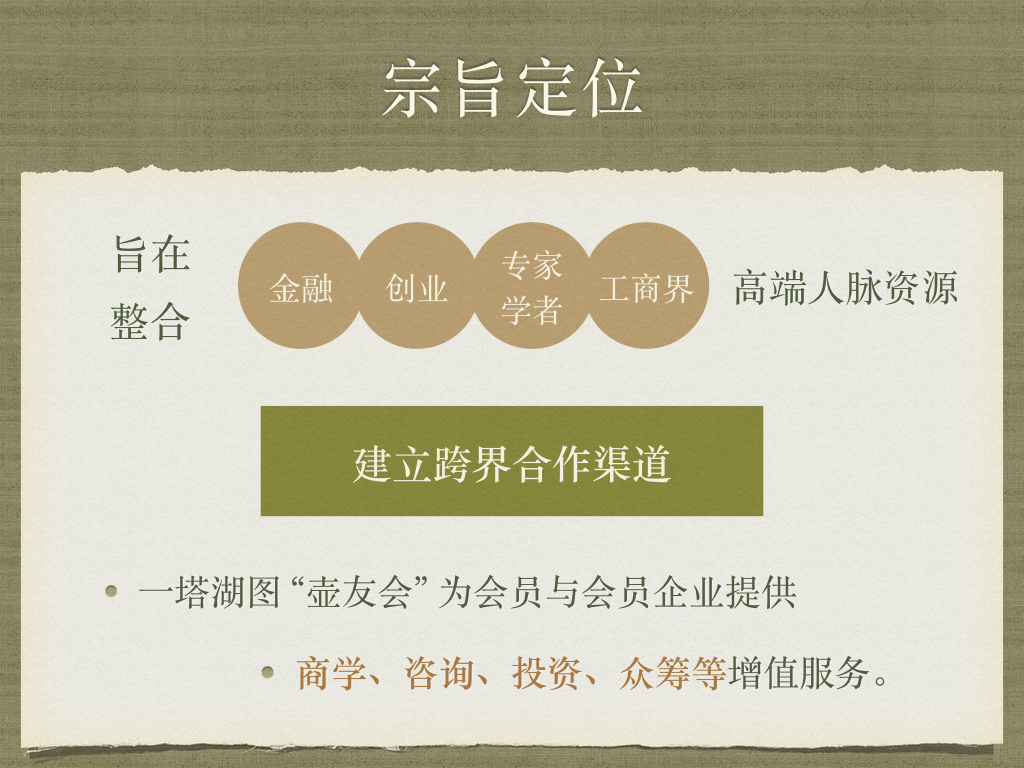 宗旨定位
旨在
整合
金融
创业
专家
学者
工商界
高端人脉资源
建立跨界合作渠道
一塔湖图“壶友会”为会员与会员企业提供
商学、咨询、投资、众筹等增值服务。